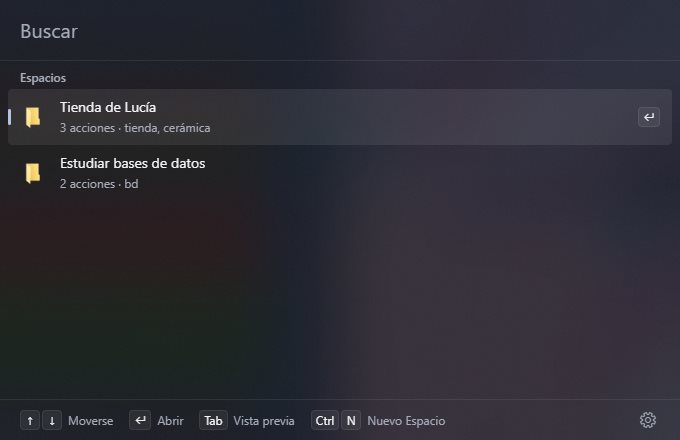 Buscar
Espacios
Tienda de Lucía
3 acciones · tienda, cerámica
Estudiar bases de datos
2 acciones · bd
↑ ↓ Moverse ↵ Abrir Tab Vista previa Ctrl N Nuevo Espacio